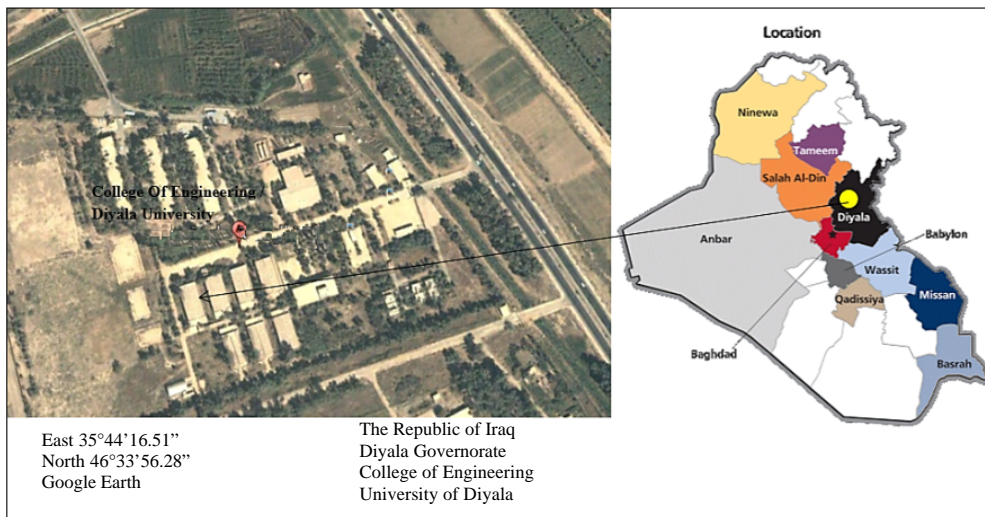 College Of Engineering /
Diyala University
Location
Ninewa
Tameem
Salah Al-Din
Diyala
Anbar
Babylon
Wassit
Qadissiya
Missan
Baghdad
Basrah
East 35°44’16.51”
North 46°33’56.28”
Google Earth
The Republic of Iraq
Diyala Governorate
College of Engineering
University of Diyala